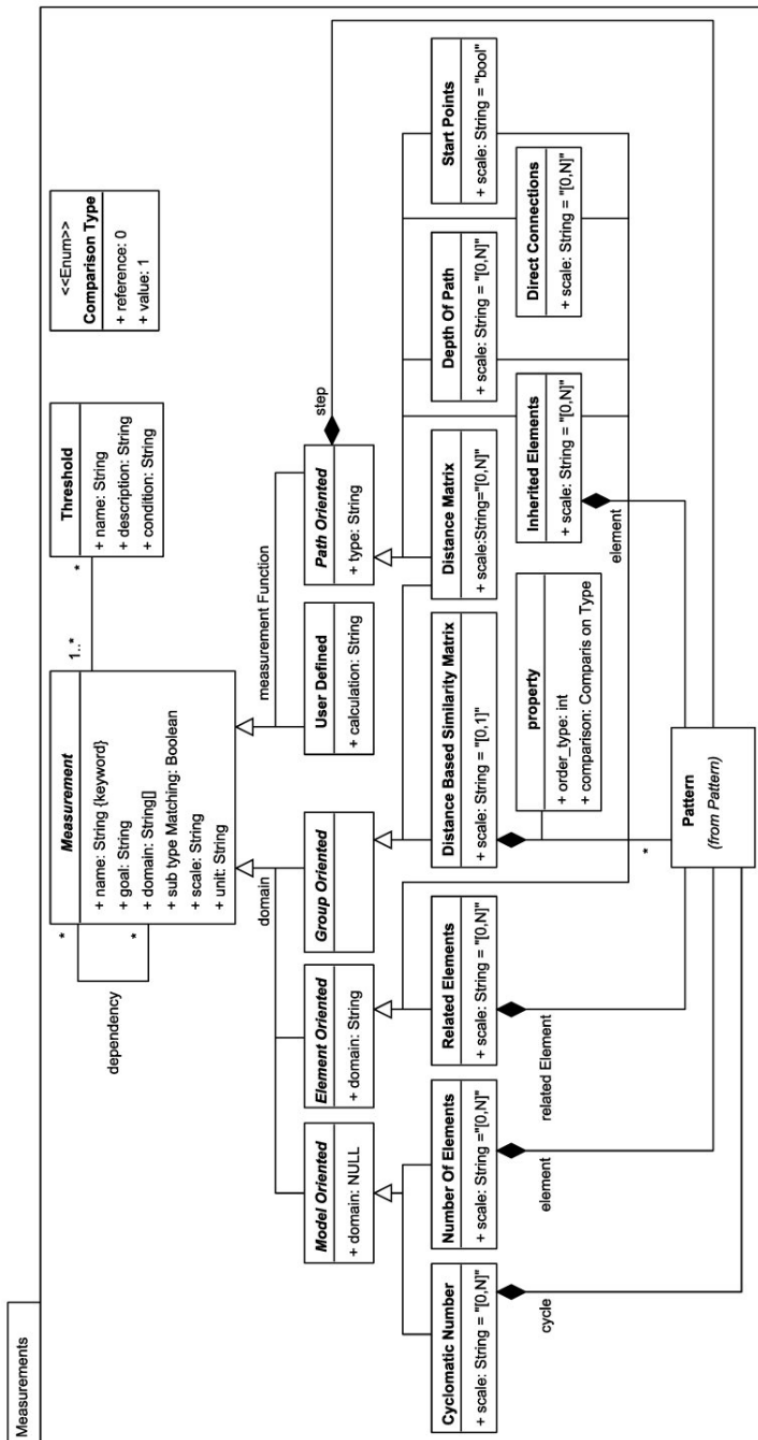 Measurements
Measurement
+ name: String {keyword}
+ goal: String
+ domain: String[]
+ sub type Matching: Boolean
+ scale: String
+ unit: String
*
*
dependency
1..*
*
Threshold
+ name: String
+ description: String
+ condition: String
<<Enum>>
Comparison Type
+ reference: 0
+ value: 1
domain
measurement Function
Model Oriented
+ domain: NULL
Element Oriented
+ domain: String
Group Oriented
User Defined
+ calculation: String
Path Oriented
+ type: String
step
Cyclomatic Number
+ scale: String = "[0,N]"
Number Of Elements
+ scale: String ="[0,N]"
Related Elements
+ scale: String = "[0,N]"
Distance Based Similarity Matrix
+ scale: String = "[0,1]"
Distance Matrix
+ scale:String="[0,N]"
Depth Of Path
+ scale: String = "[0,N]"
Start Points
+ scale: String = "bool"
property
+ order_type: int
+ comparison: Comparis on Type
Inherited Elements
+ scale: String = "[0,N]"
Direct Connections
+ scale: String = "[0,N]"
cycle
element
related Element
*
element
Pattern
(from Pattern)